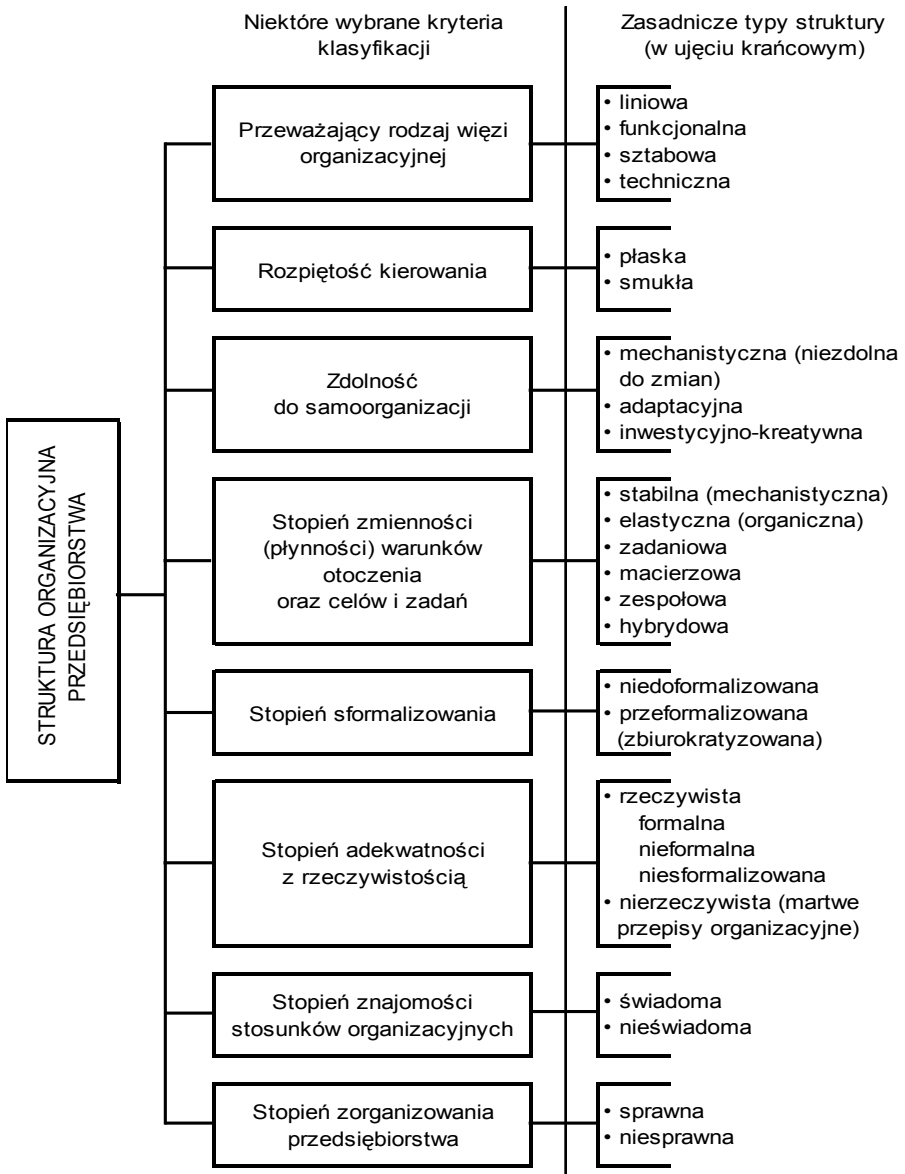 Niektóre wybrane kryteria
klasyfikacji
Zasadnicze typy struktury
(w ujęciu krańcowym)
STRUKTURA ORGANIZACYJNA
PRZEDSIĘBIORSTWA
Przeważający rodzaj więzi
organizacyjnej
• liniowa
• funkcjonalna
• sztabowa
• techniczna
Rozpiętość kierowania
• płaska
• smukła
Zdolność
do samoorganizacji
• mechanistyczna (niezdolna
do zmian)
• adaptacyjna
• inwestycyjno-kreatywna
Stopień zmienności
(płynności) warunków
otoczenia
oraz celów i zadań
• stabilna (mechanistyczna)
• elastyczna (organiczna)
• zadaniowa
• macierzowa
• zespołowa
• hybrydowa
Stopień sformalizowania
• niedoformalizowana
• przeformalizowana
(zbiurokratyzowana)
Stopień adekwatności
z rzeczywistością
• rzeczywista
formalna
nieformalna
niesformalizowana
• nierzeczywista (martwe
przepisy organizacyjne)
Stopień znajomości
stosunków organizacyjnych
• świadoma
• nieświadoma
Stopień zorganizowania
przedsiębiorstwa
• sprawna
• niesprawna